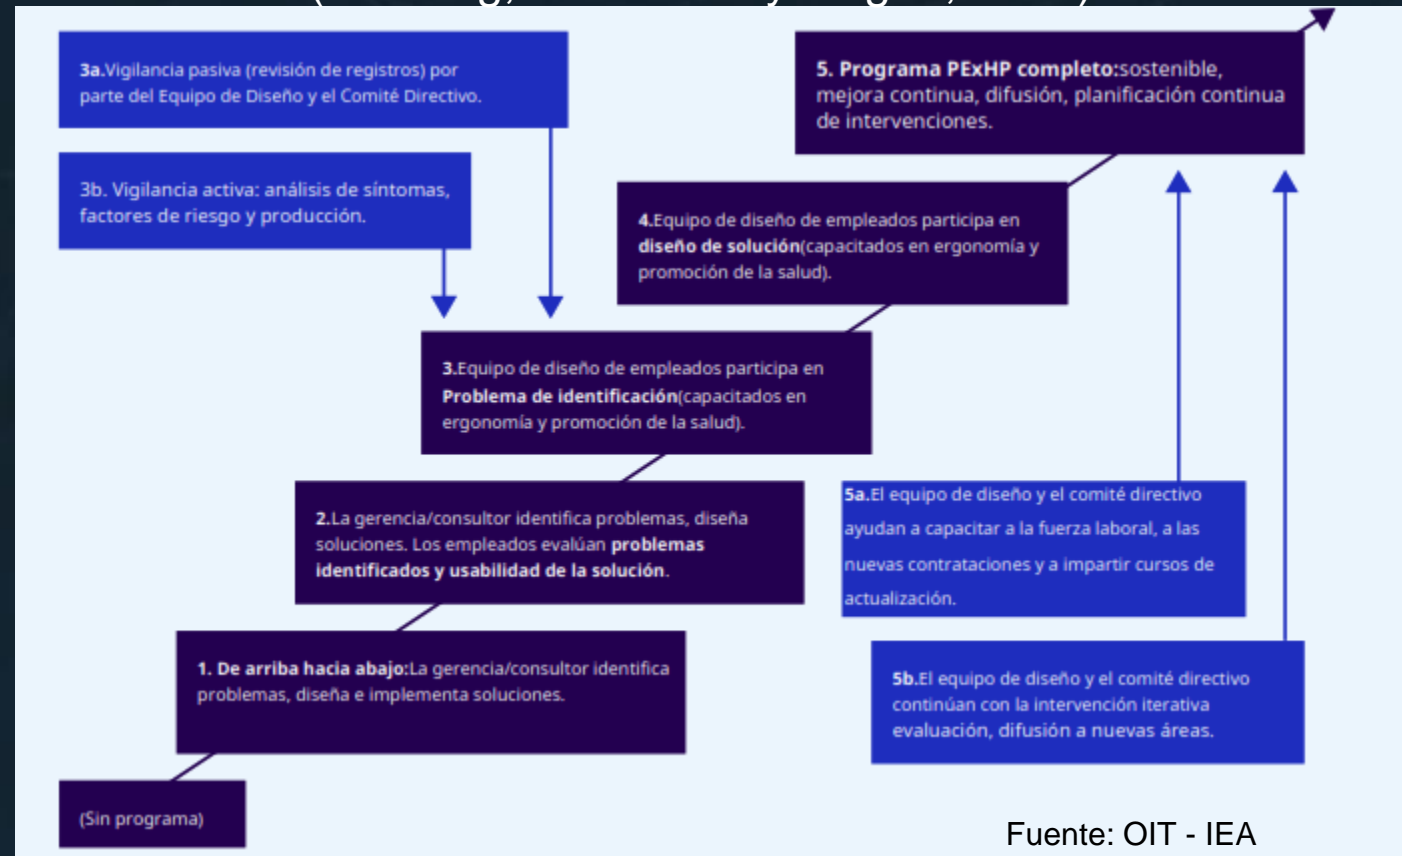 3a.Vigilancia pasiva (revisión de registros) por
parte del Equipo de Diseño y el Comité Directivo.
3b. Vigilancia activa: análisis de síntomas,
factores de riesgo y producción.
5. Programa PExHP completo:sostenible,
mejora continua, difusión, planificación continua
de intervenciones.
4.Equipo de diseño de empleados participa en
diseño de solución(capacitados en ergonomía y
promoción de la salud).
3.Equipo de diseño de empleados participa en
Problema de identificación(capacitados en
ergonomía y promoción de la salud).
2.La gerencia/consultor identifica problemas, diseña
soluciones. Los empleados evalúan problemas
identificados y usabilidad de la solución.
5a.El equipo de diseño y el comité directivo
ayudan a capacitar a la fuerza laboral, a las
nuevas contrataciones y a impartir cursos de
actualización.
1. De arriba hacia abajo:La gerencia/consultor identifica
problemas, diseña e implementa soluciones.
5b.El equipo de diseño y el comité directivo
continúan con la intervención iterativa
evaluación, difusión a nuevas áreas.
(Sin programa)
Fuente: OIT - IEA